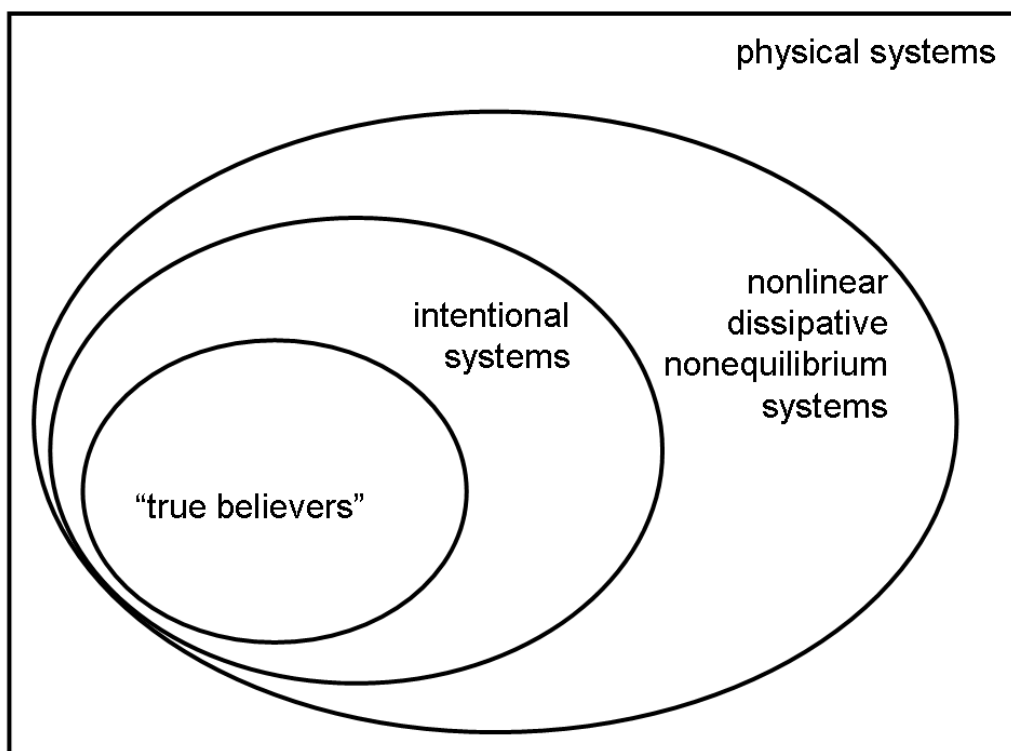 physical systems
nonlinear
dissipative
nonequilibrium
systems
intentional
systems
“true believers”